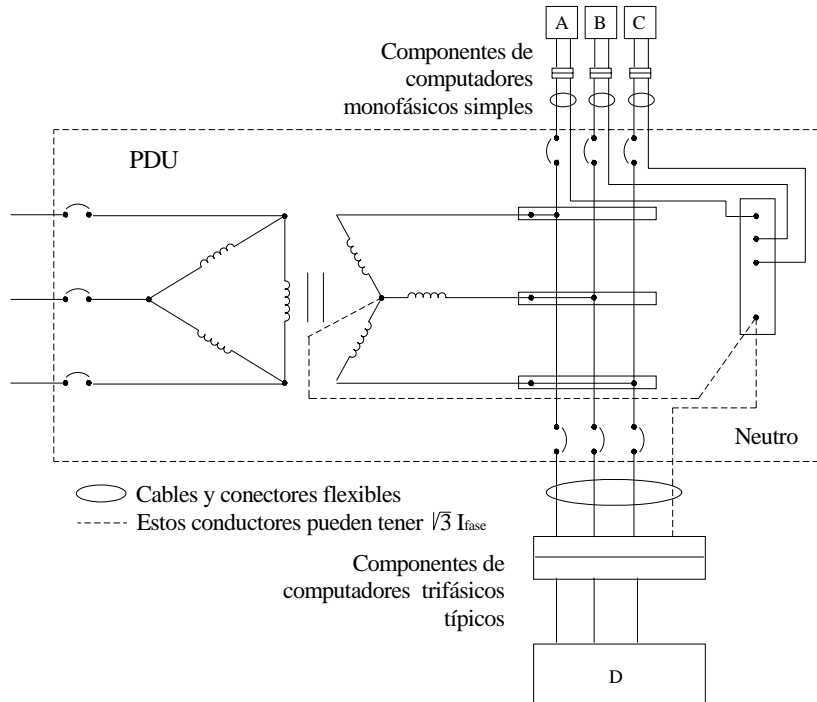 A B C
Componentes de
computadores
monofásicos simples
PDU
Neutro
Cables y conectores flexibles
Estos conductores pueden tener √3 Ifase
Componentes de
computadores trifásicos
típicos
D